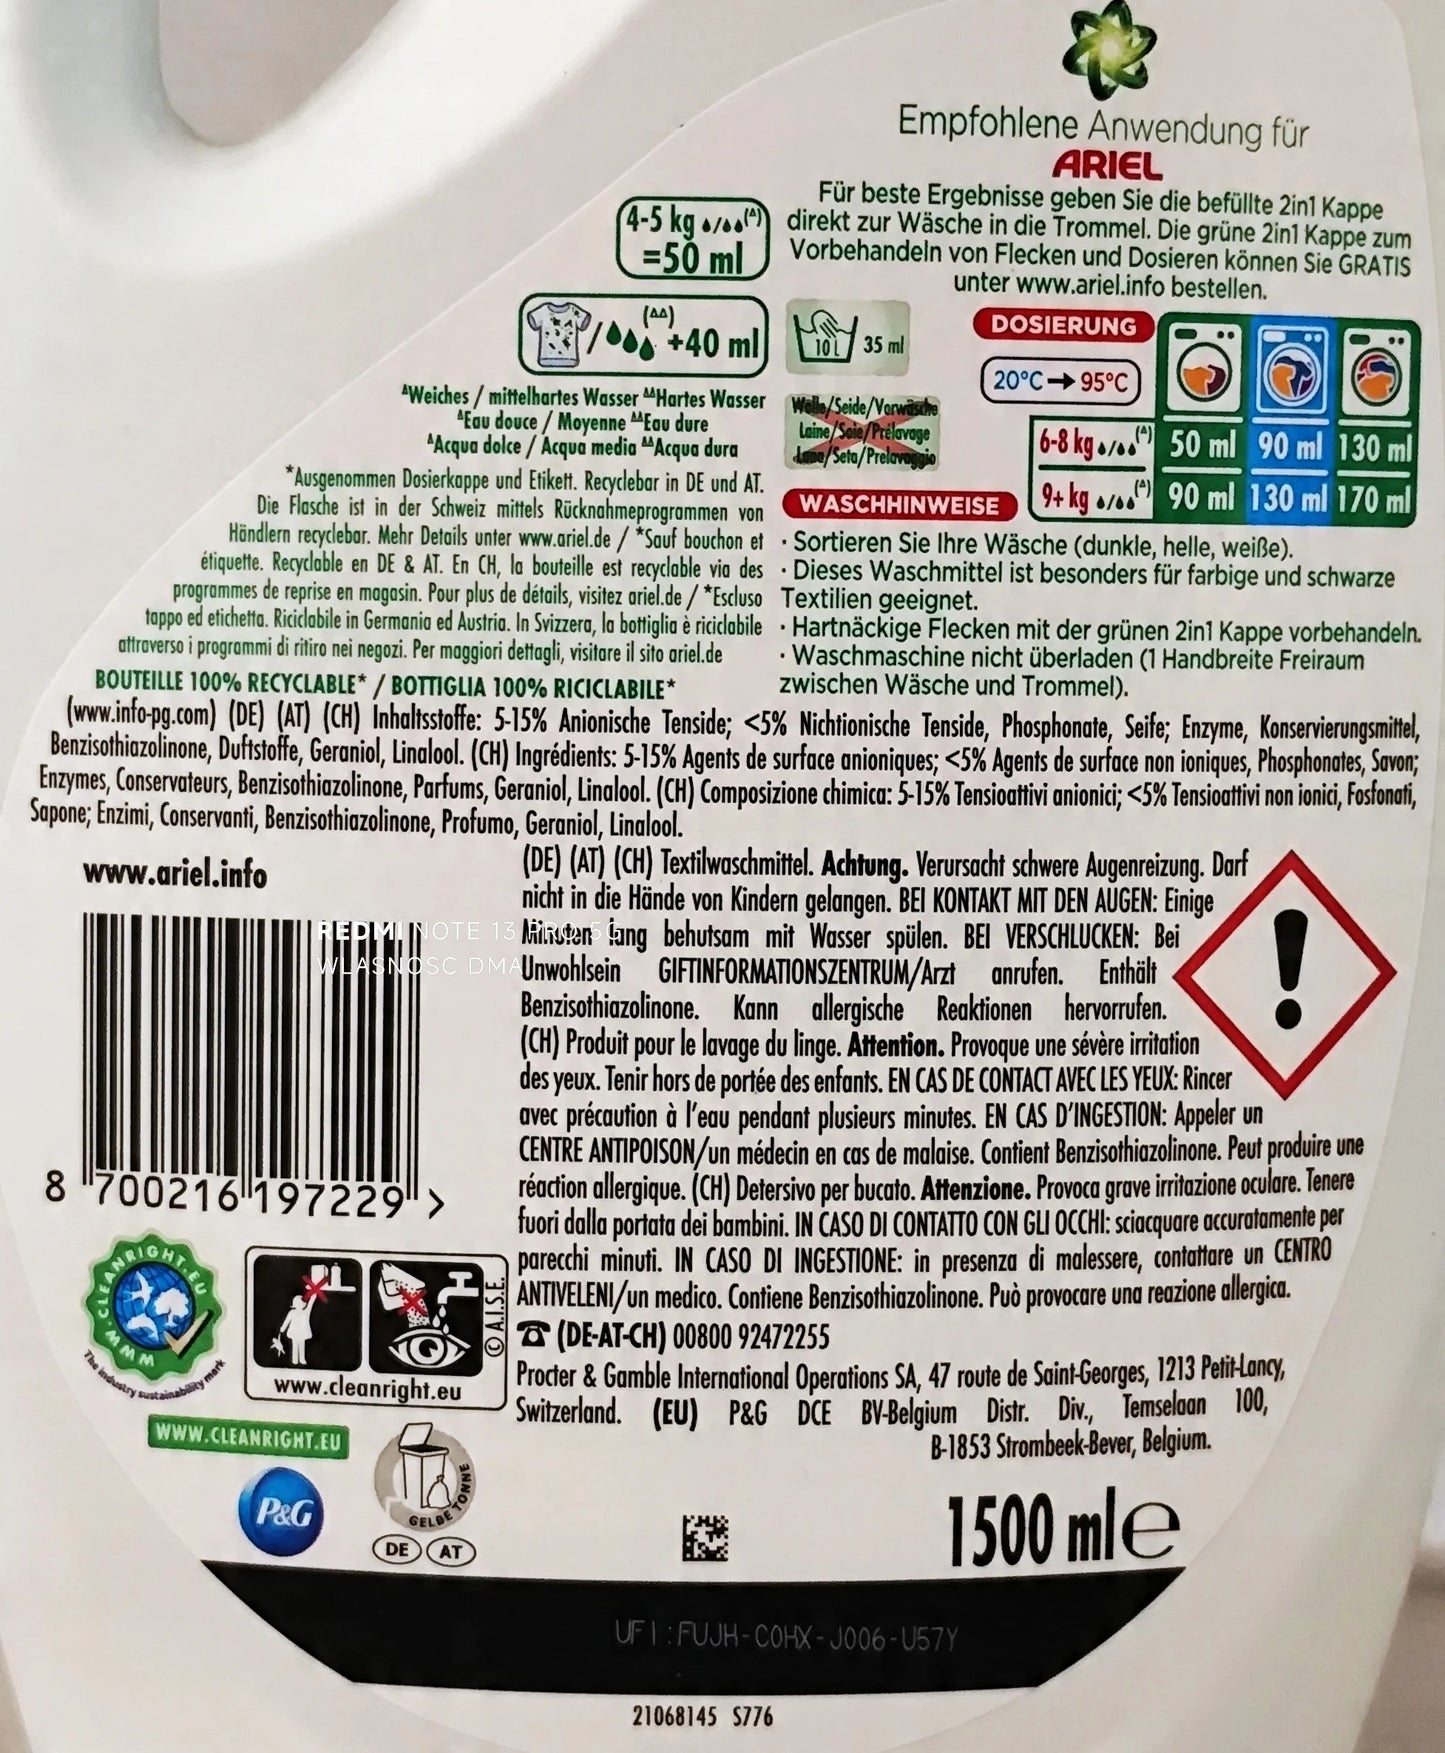 Empfohlene Anwendung für
ARIEL
Für beste Ergebnisse geben Sie die befüllte 2in1 Kappe
direkt zur Wäsche in die Trommel. Die grüne 2in1 Kappe zum
Vorbehandeln von Flecken und Dosieren können Sie GRATIS
unter www.ariel.info bestellen.
4-5 kg / (^)
=50 ml
/ (^^) +40 ml
10 L 35 ml
DOSIERUNG
20°C → 95°C
6-8 kg / (^) 50 ml 90 ml 130 ml
9+ kg / (^) 90 ml 130 ml 170 ml
Wolle/Seide/Vorwäsche
Laine/Soie/Prélavage
Lana/Seta/Prelavaggio
^Weiches / mittelhartes Wasser ^^Hartes Wasser
^Eau douce / Moyenne ^^Eau dure
^Acqua dolce / Acqua media ^^Acqua dura
*Ausgenommen Dosierkappe und Etikett. Recyclebar in DE und AT.
Die Flasche ist in der Schweiz mittels Rücknahmeprogrammen von
Händlern recyclebar. Mehr Details unter www.ariel.de / *Sauf bouchon et
étiquette. Recyclable en DE & AT. En CH, la bouteille est recyclable via des
programmes de reprise en magasin. Pour plus de détails, visitez ariel.de / *Escluso
tappo ed etichetta. Riciclabile in Germania ed Austria. In Svizzera, la bottiglia è riciclabile
attraverso i programmi di ritiro nei negozi. Per maggiori dettagli, visitare il sito ariel.de
BOUTEILLE 100% RECYCLABLE* / BOTTIGLIA 100% RICICLABILE*
WASCHHINWEISE
· Sortieren Sie Ihre Wäsche (dunkle, helle, weiße).
· Dieses Waschmittel ist besonders für farbige und schwarze
Textilien geeignet.
· Hartnäckige Flecken mit der grünen 2in1 Kappe vorbehandeln.
· Waschmaschine nicht überladen (1 Handbreite Freiraum
zwischen Wäsche und Trommel).
(www.info-pg.com) (DE) (AT) (CH) Inhaltsstoffe: 5-15% Anionische Tenside; <5% Nichtionische Tenside, Phosphonate, Seife; Enzyme, Konservierungsmittel,
Benzisothiazolinone, Duftstoffe, Geraniol, Linalool. (CH) Ingrédients: 5-15% Agents de surface anioniques; <5% Agents de surface non ioniques, Phosphonates, Savon;
Enzymes, Conservateurs, Benzisothiazolinone, Parfums, Geraniol, Linalool. (CH) Composizione chimica: 5-15% Tensioattivi anionici; <5% Tensioattivi non ionici, Fosfonati,
Sapone; Enzimi, Conservanti, Benzisothiazolinone, Profumo, Geraniol, Linalool.
www.ariel.info
REDMI NOTE 13 PRO 5G
WLASNOSC DMA
8 700216 197229 >
(DE) (AT) (CH) Textilwaschmittel. Achtung. Verursacht schwere Augenreizung. Darf
nicht in die Hände von Kindern gelangen. BEI KONTAKT MIT DEN AUGEN: Einige
Minuten lang behutsam mit Wasser spülen. BEI VERSCHLUCKEN: Bei
Unwohlsein GIFTINFORMATIONSZENTRUM/Arzt anrufen. Enthält
Benzisothiazolinone. Kann allergische Reaktionen hervorrufen.
(CH) Produit pour le lavage du linge. Attention. Provoque une sévère irritation
des yeux. Tenir hors de portée des enfants. EN CAS DE CONTACT AVEC LES YEUX: Rincer
avec précaution à l'eau pendant plusieurs minutes. EN CAS D'INGESTION: Appeler un
CENTRE ANTIPOISON/un médecin en cas de malaise. Contient Benzisothiazolinone. Peut produire une
réaction allergique. (CH) Detersivo per bucato. Attenzione. Provoca grave irritazione oculare. Tenere
fuori dalla portata dei bambini. IN CASO DI CONTATTO CON GLI OCCHI: sciacquare accuratamente per
parecchi minuti. IN CASO DI INGESTIONE: in presenza di malessere, contattare un CENTRO
ANTIVELENI/un medico. Contiene Benzisothiazolinone. Può provocare una reazione allergica.
☎ (DE-AT-CH) 00800 92472255
Procter & Gamble International Operations SA, 47 route de Saint-Georges, 1213 Petit-Lancy,
Switzerland. (EU) P&G DCE BV-Belgium Distr. Div., Temselaan 100,
B-1853 Strombeek-Bever, Belgium.
WWW.CLEANRIGHT.EU
The industry sustainability mark
© A.I.S.E.
www.cleanright.eu
WWW.CLEANRIGHT.EU
P&G
GELBE TONNE
DE AT
1500 ml e
UFI:FUJH-C0HX-J006-U57Y
21068145 S776